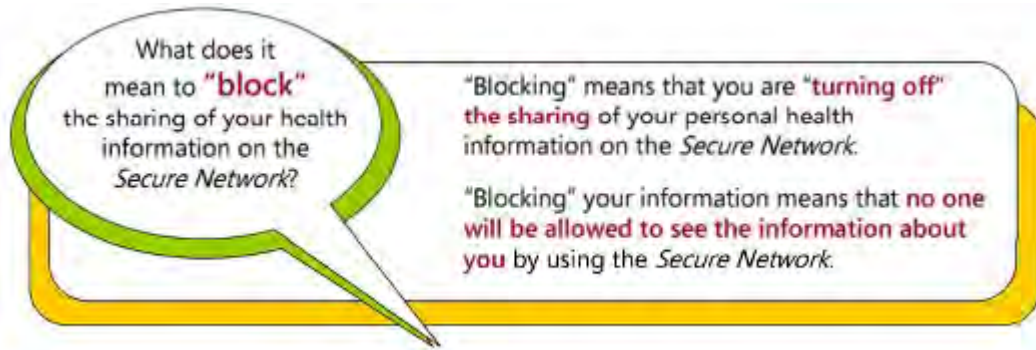 What does it
mean to "block"
the sharing of your health
information on the
Secure Network?
"Blocking" means that you are "turning off"
the sharing of your personal health
information on the Secure Network.
"Blocking" your information means that no one
will be allowed to see the information about
you by using the Secure Network.